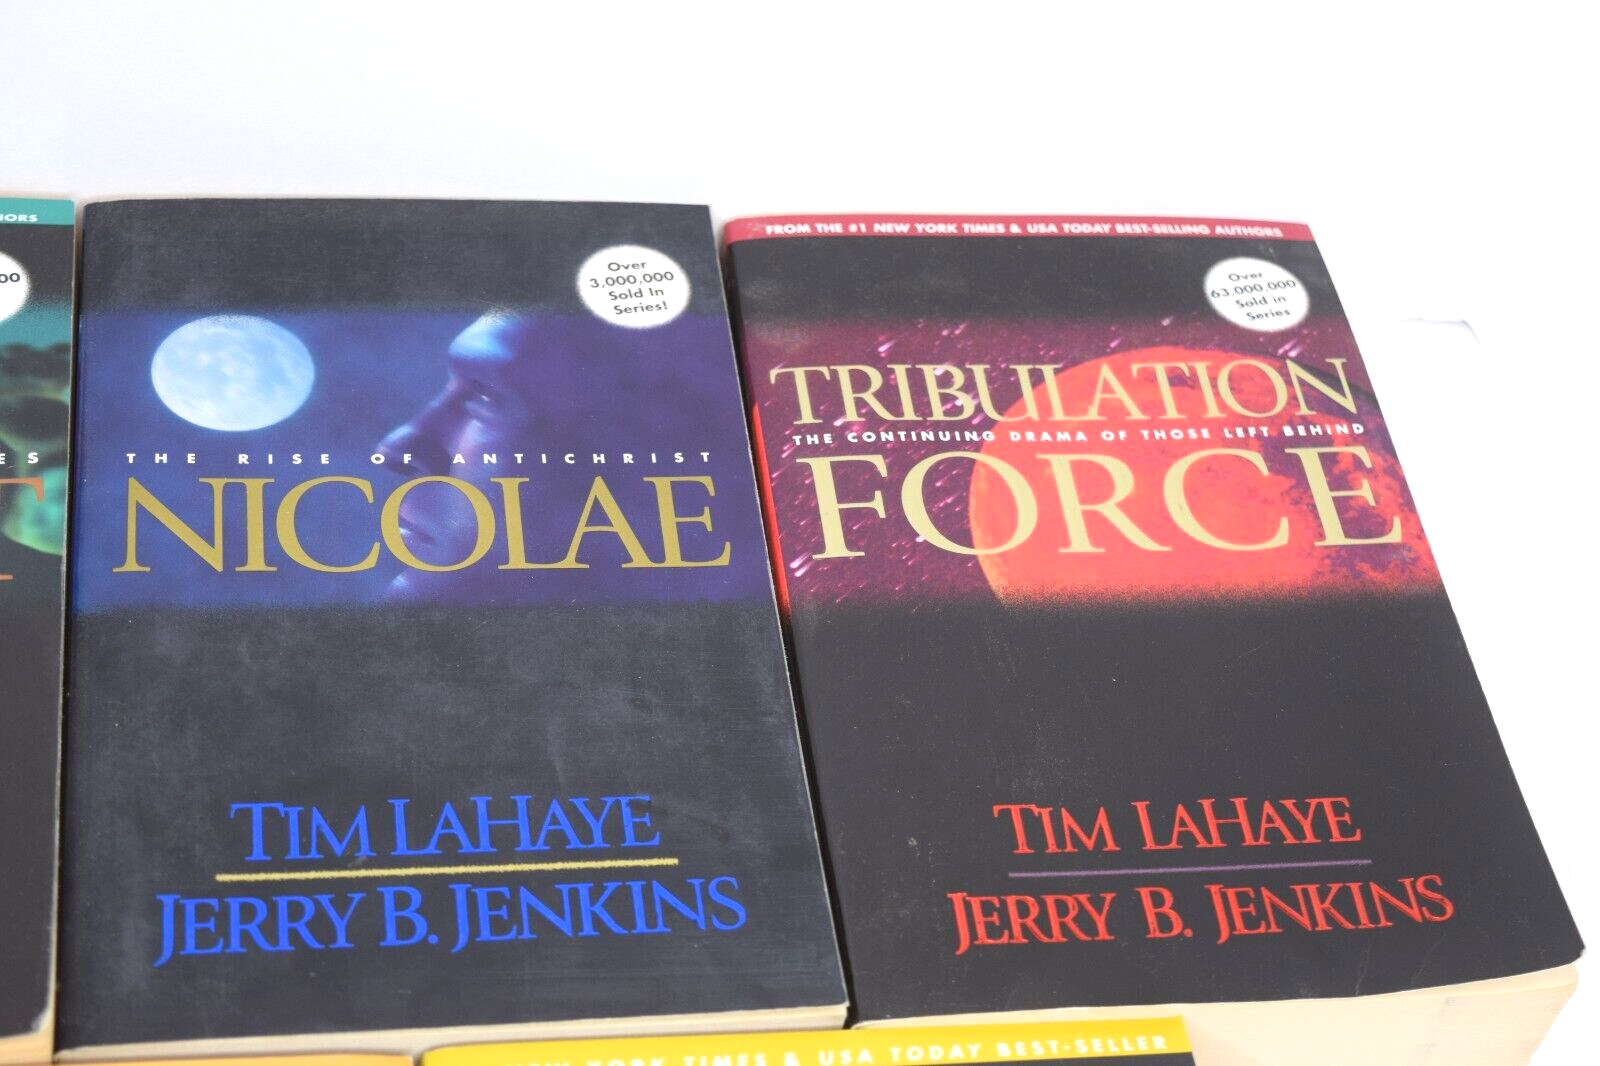 THE RISE OF ANTICHRIST
NICOLAE
Over
3,000,000
Sold In
Series!
TIM LAHAYE
JERRY B. JENKINS
FROM THE #1 NEW YORK TIMES & USA TODAY BEST-SELLING AUTHORS
Over
63,000,000
Sold in
Series
TRIBULATION
THE CONTINUING DRAMA OF THOSE LEFT BEHIND
FORCE
TIM LAHAYE
JERRY B. JENKINS
NEW YORK TIMES & USA TODAY BEST-SELLER